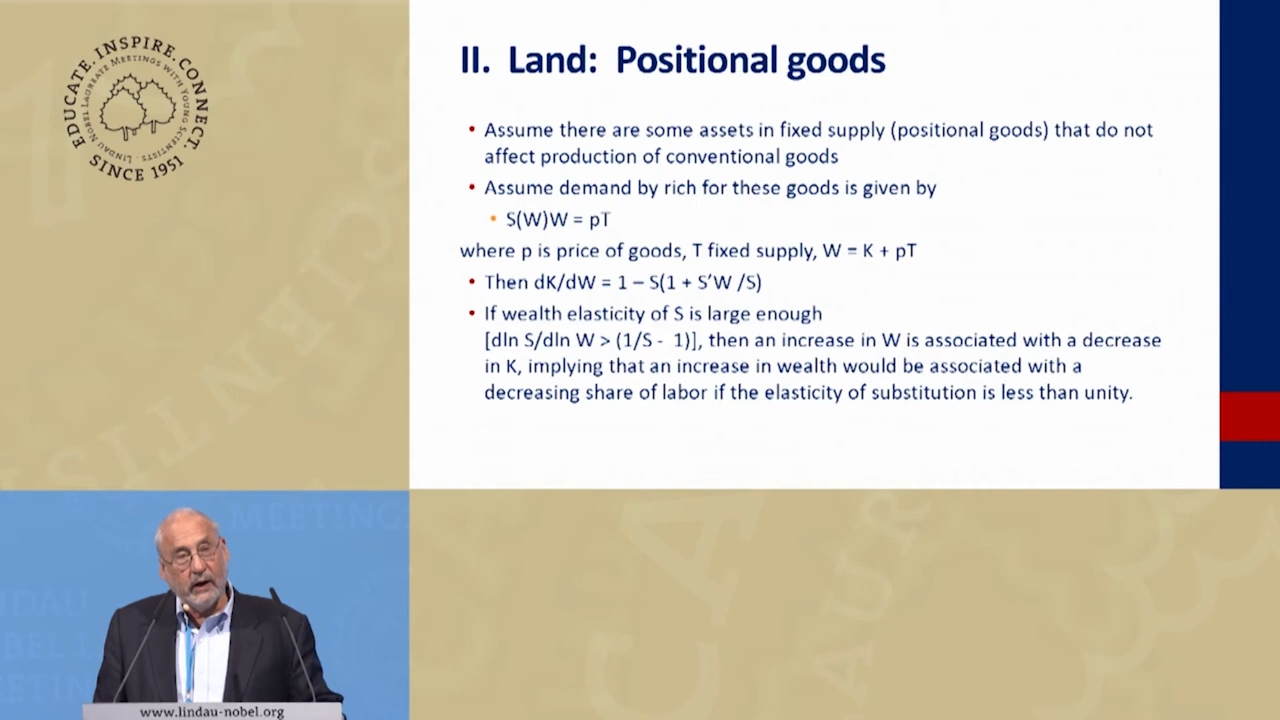 EDUCATE. INSPIRE. CONNECT.
LINDAU NOBEL LAUREATE MEETINGS WITH YOUNG SCIENTISTS
SINCE 1951
II. Land: Positional goods
• Assume there are some assets in fixed supply (positional goods) that do not
affect production of conventional goods
• Assume demand by rich for these goods is given by
• S(W)W = pT
where p is price of goods, T fixed supply, W = K + pT
• Then dK/dW = 1 – S(1 + S’W /S)
• If wealth elasticity of S is large enough
[dln S/dln W > (1/S - 1)], then an increase in W is associated with a decrease
in K, implying that an increase in wealth would be associated with a
decreasing share of labor if the elasticity of substitution is less than unity.
MEETING
www.lindau-nobel.org